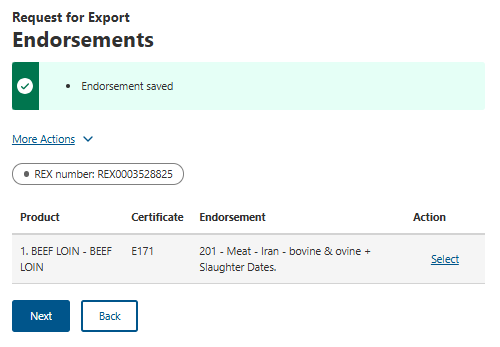 Request for Export
Endorsements
• Endorsement saved
More Actions
REX number: REX0003528825
Product Certificate Endorsement Action
1. BEEF LOIN - BEEF E171 201 - Meat - Iran - bovine & ovine + Select
LOIN Slaughter Dates.
Next Back